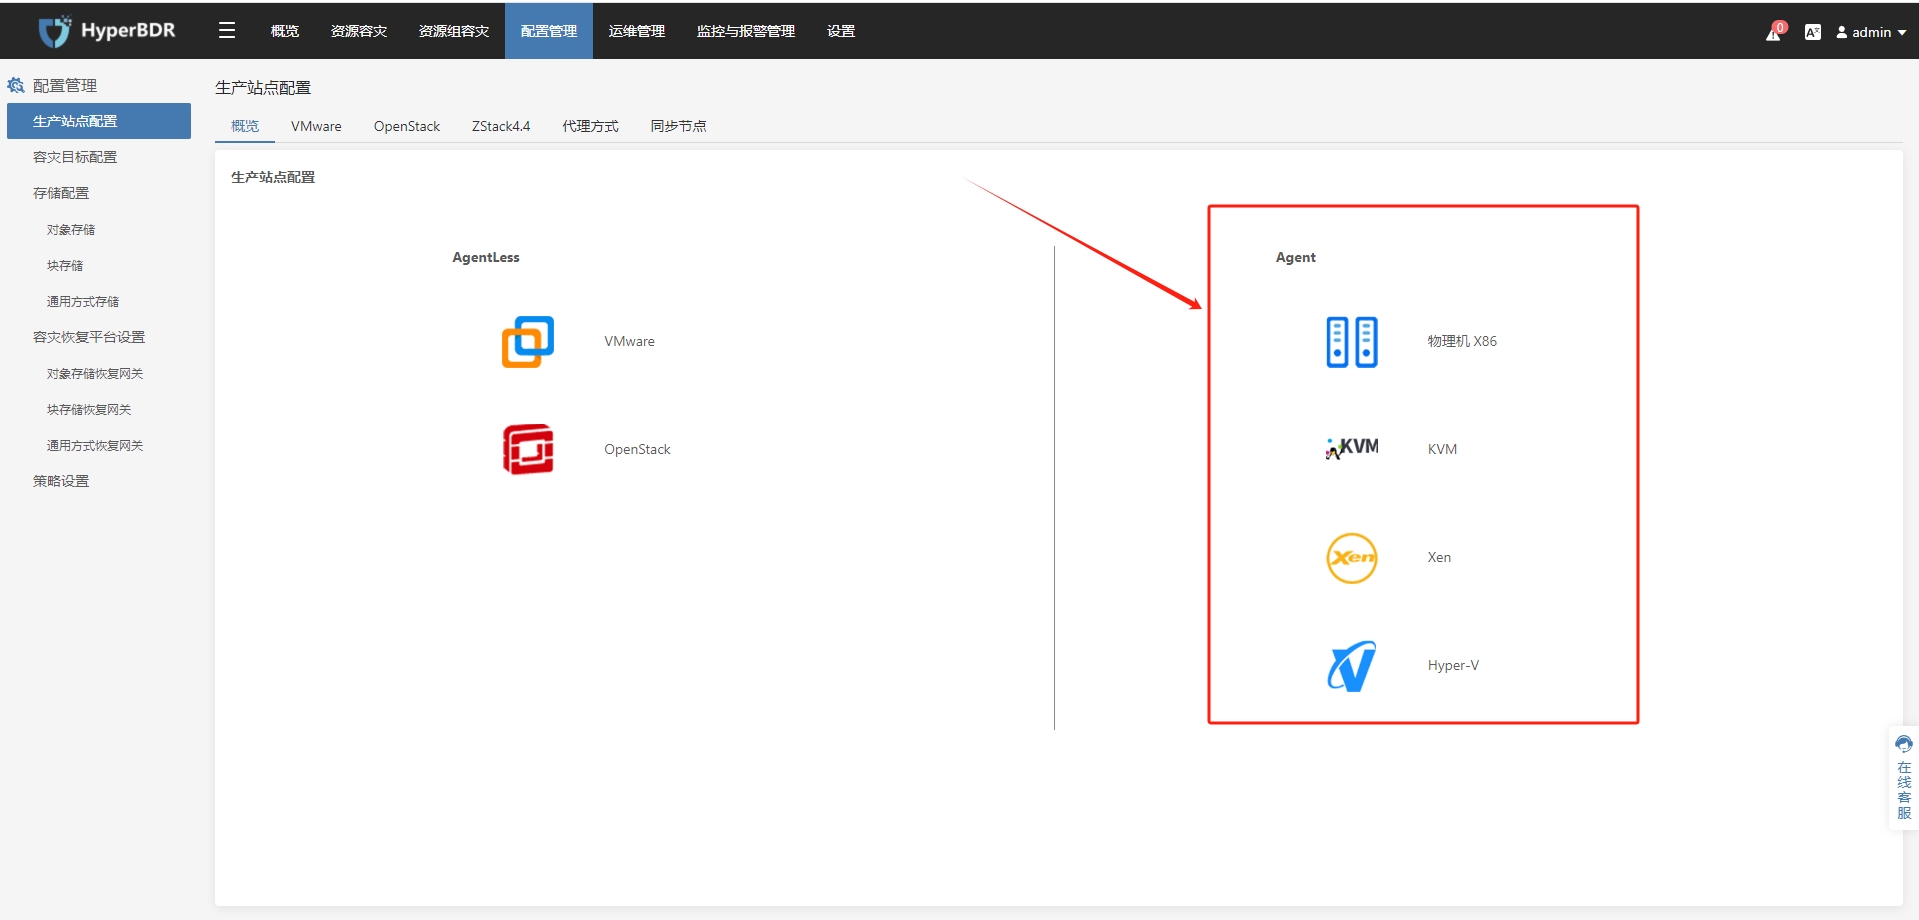 HyperBDR
概览
资源容灾
资源组容灾
配置管理
运维管理
监控与报警管理
设置
0
admin
配置管理
生产站点配置
容灾目标配置
存储配置
对象存储
块存储
通用方式存储
容灾恢复平台设置
对象存储恢复网关
块存储恢复网关
通用方式恢复网关
策略设置
生产站点配置
概览
VMware
OpenStack
ZStack4.4
代理方式
同步节点
生产站点配置
AgentLess
VMware
OpenStack
Agent
物理机 X86
KVM
KVM
Xen
Xen
Hyper-V
在线客服